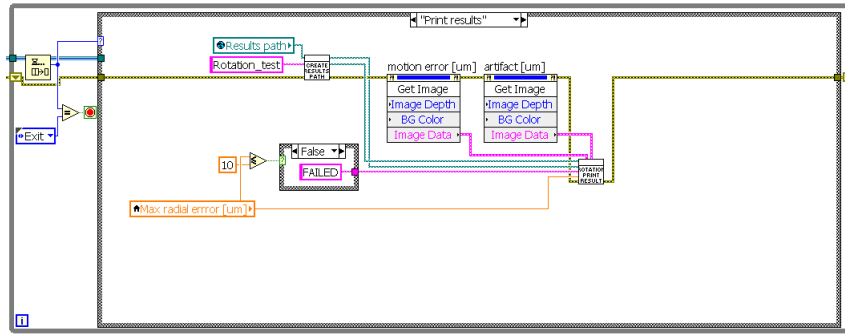 "Print results"
Results path
Rotation_test
CREATE
RESULTS
PATH
motion error [um]
artifact [um]
Get Image
Image Depth
BG Color
Image Data
Get Image
Image Depth
BG Color
Image Data
Exit
10
False
FAILED
ROTATION
PRINT
RESULT
Max radial errror [um]
i